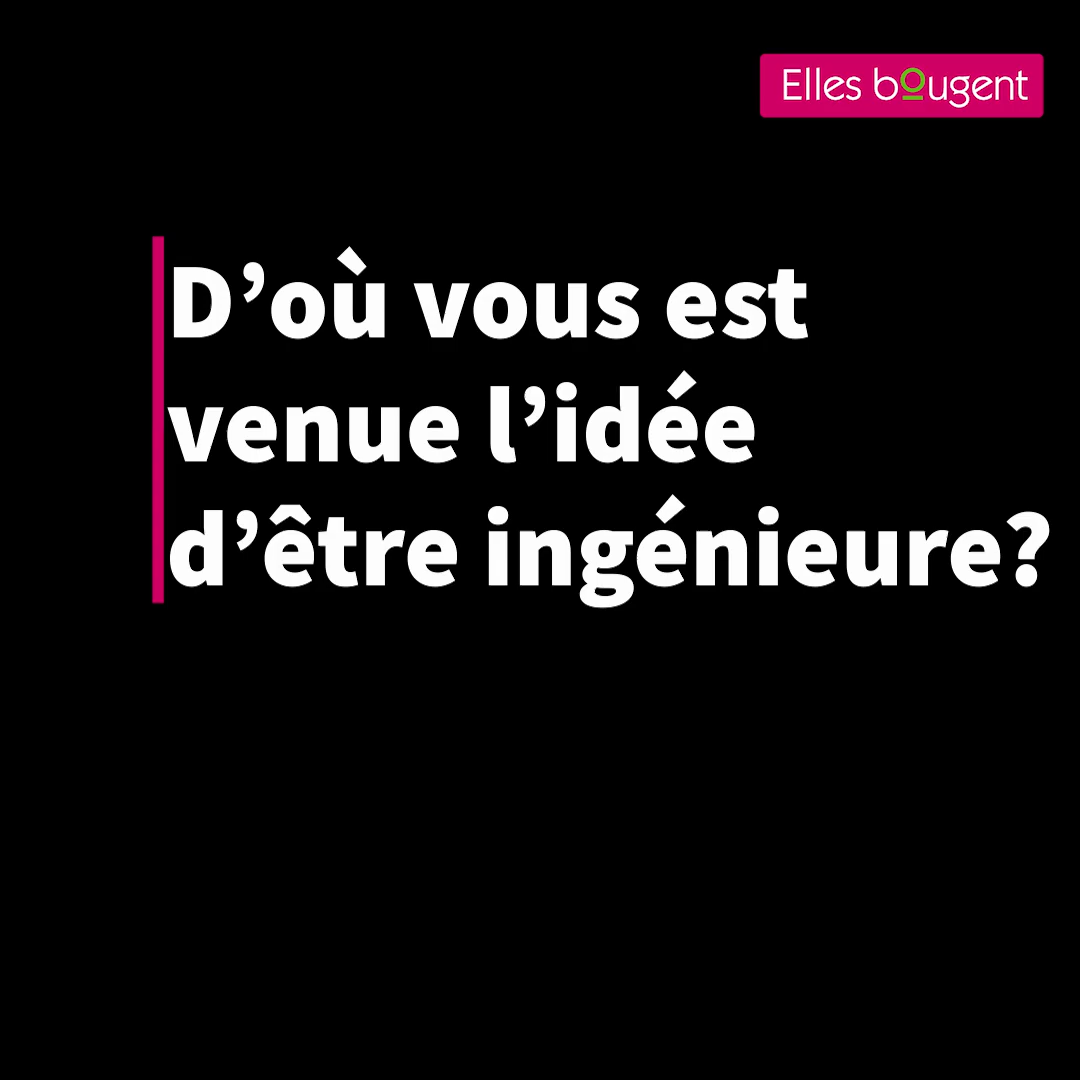 Elles bougent
D’où vous est
venue l’idée
d’être ingénieure?